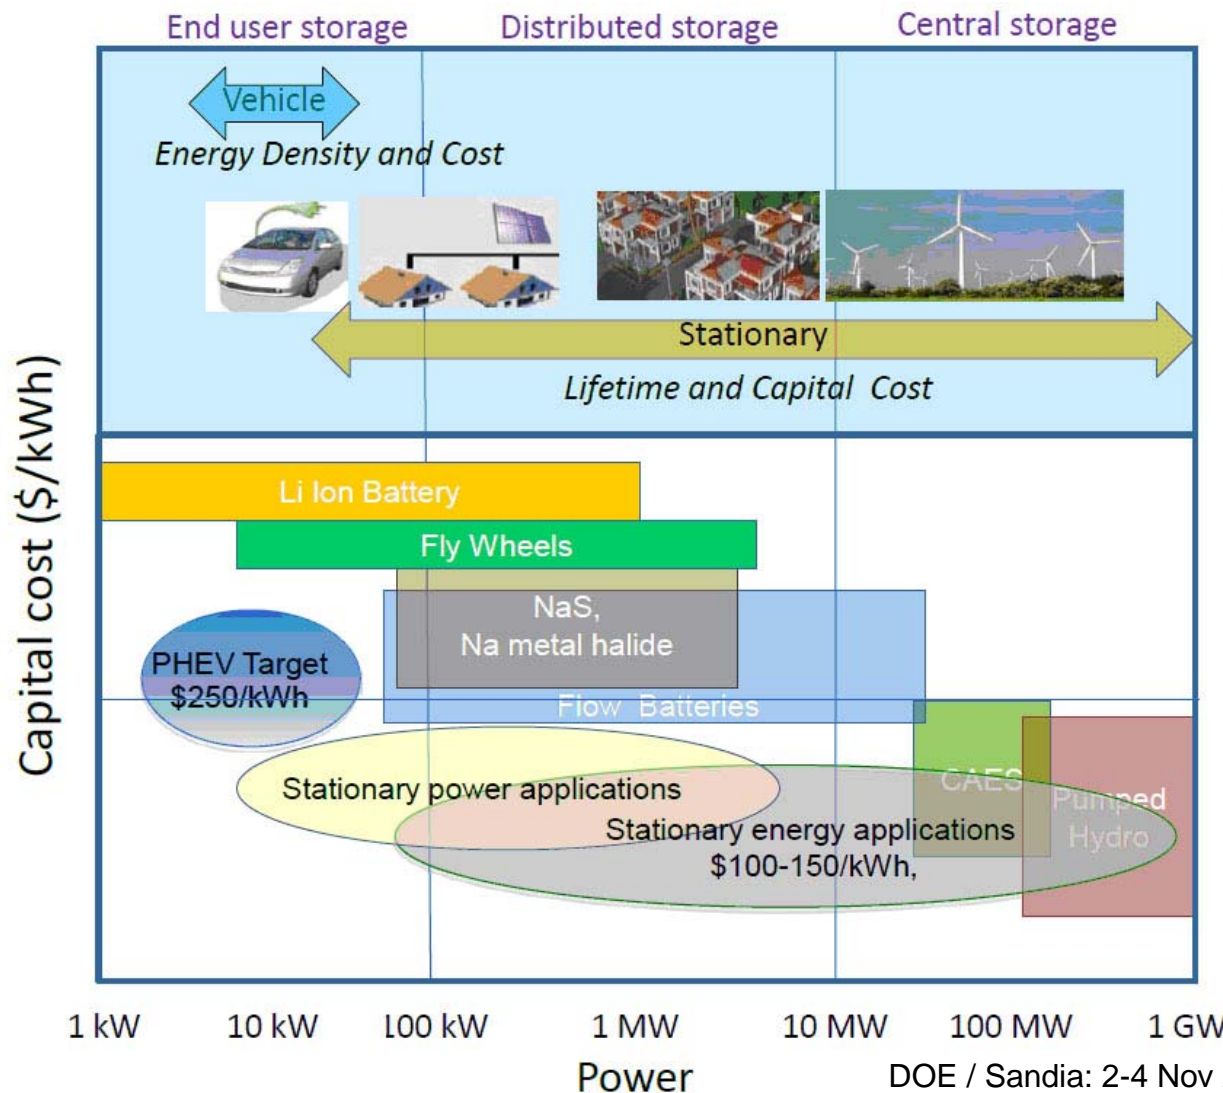 End user storage Distributed storage Central storage
Vehicle
Energy Density and Cost
Stationary
Lifetime and Capital Cost
Capital cost ($/kWh)
Li Ion Battery
Fly Wheels
NaS,
Na metal halide
PHEV Target
$250/kWh
Flow Batteries
Stationary power applications
CAES
Pumped
Hydro
Stationary energy applications
$100-150/kWh,
1 kW 10 kW 100 kW 1 MW 10 MW 100 MW 1 GW
Power
DOE / Sandia: 2-4 Nov